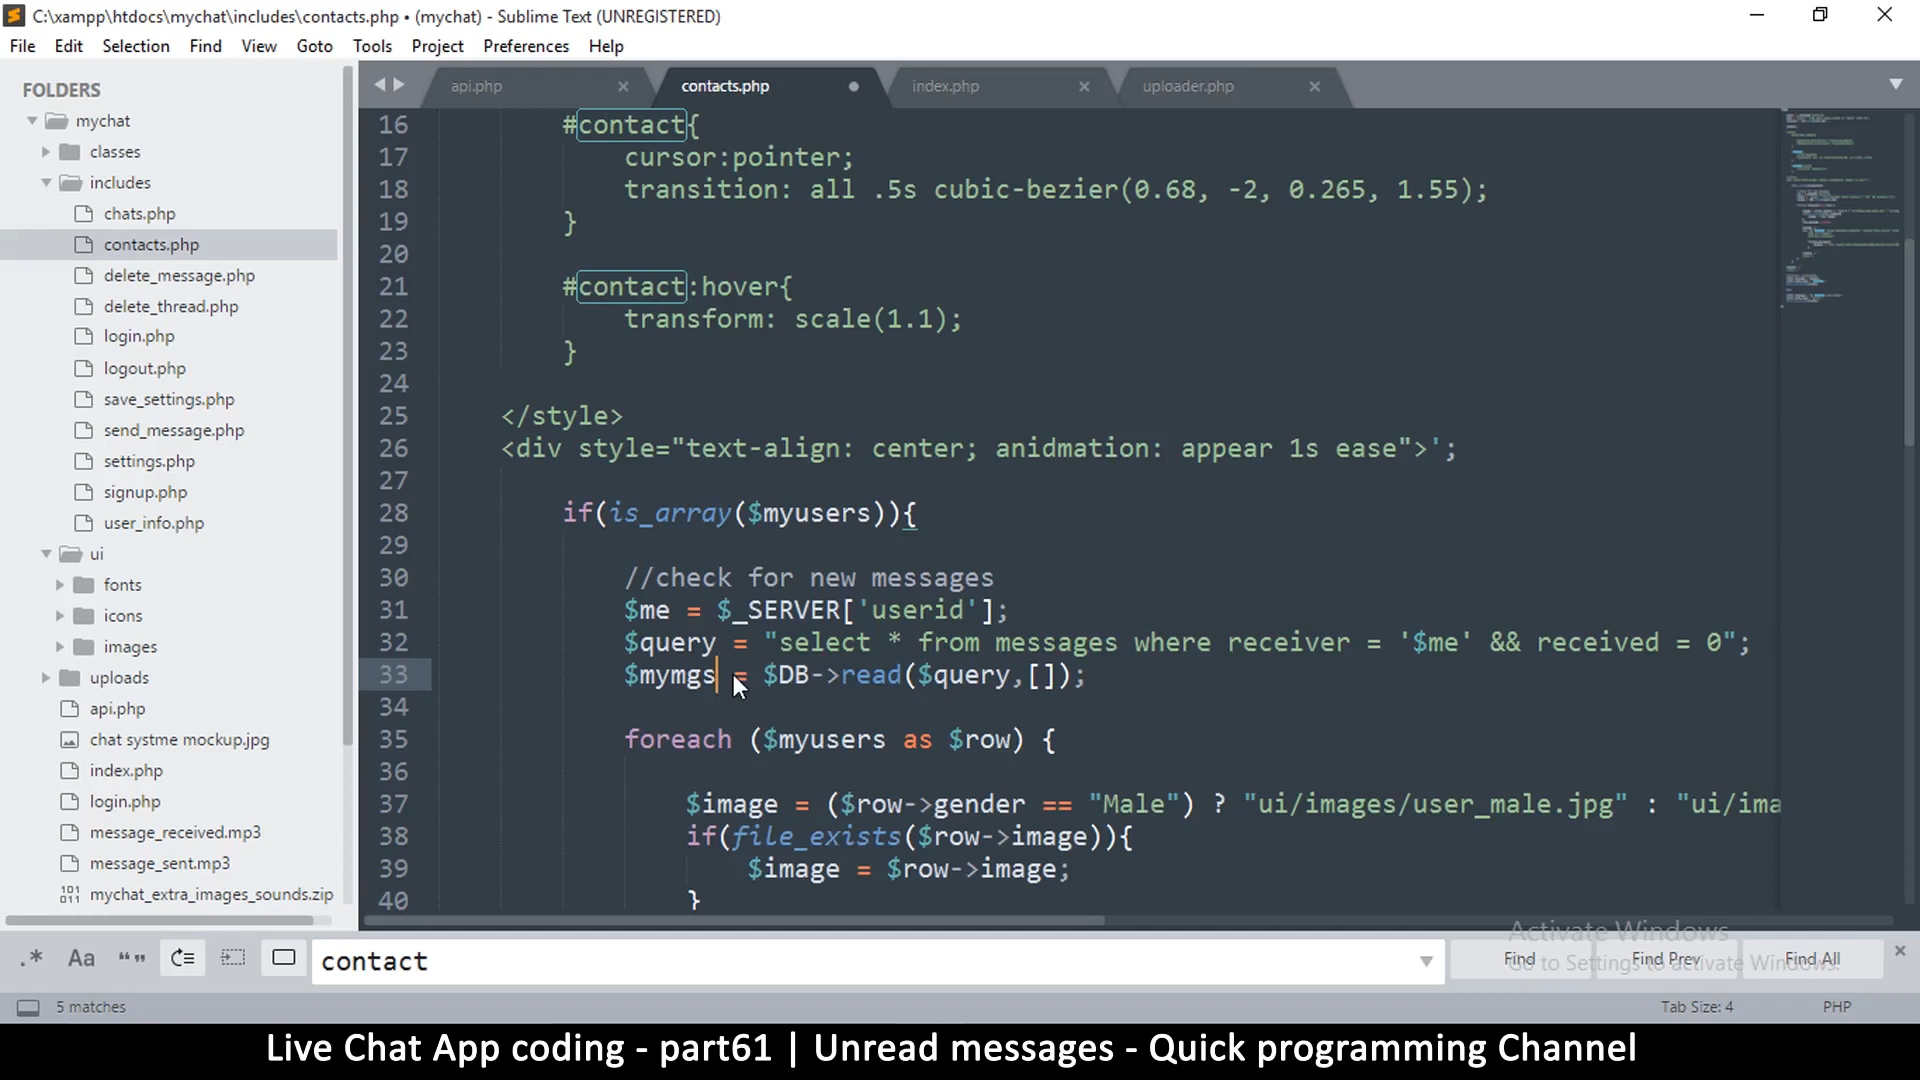 C:\xampp\htdocs\mychat\includes\contacts.php • (mychat) - Sublime Text (UNREGISTERED)
File Edit Selection Find View Goto Tools Project Preferences Help
FOLDERS
mychat
classes
includes
chats.php
contacts.php
delete_message.php
delete_thread.php
login.php
logout.php
save_settings.php
send_message.php
settings.php
signup.php
user_info.php
ui
fonts
icons
images
uploads
api.php
chat systme mockup.jpg
index.php
login.php
message_received.mp3
message_sent.mp3
mychat_extra_images_sounds.zip
api.php contacts.php index.php uploader.php
16 #contact{
17 cursor:pointer;
18 transition: all .5s cubic-bezier(0.68, -2, 0.265, 1.55);
19 }
20
21 #contact:hover{
22 transform: scale(1.1);
23 }
24
25 </style>
26 <div style="text-align: center; anidmation: appear 1s ease">';
27
28 if(is_array($myusers)){
29
30 //check for new messages
31 $me = $_SERVER['userid'];
32 $query = "select * from messages where receiver = '$me' && received = 0";
33 $mymgs = $DB->read($query,[]);
34
35 foreach ($myusers as $row) {
36
37 $image = ($row->gender == "Male") ? "ui/images/user_male.jpg" : "ui/ima
38 if(file_exists($row->image)){
39 $image = $row->image;
40 }
Activate Windows
Go to Settings to activate Windows.
.* Aa “” contact Find Find Prev Find All
5 matches Tab Size: 4 PHP
Live Chat App coding - part61 | Unread messages - Quick programming Channel